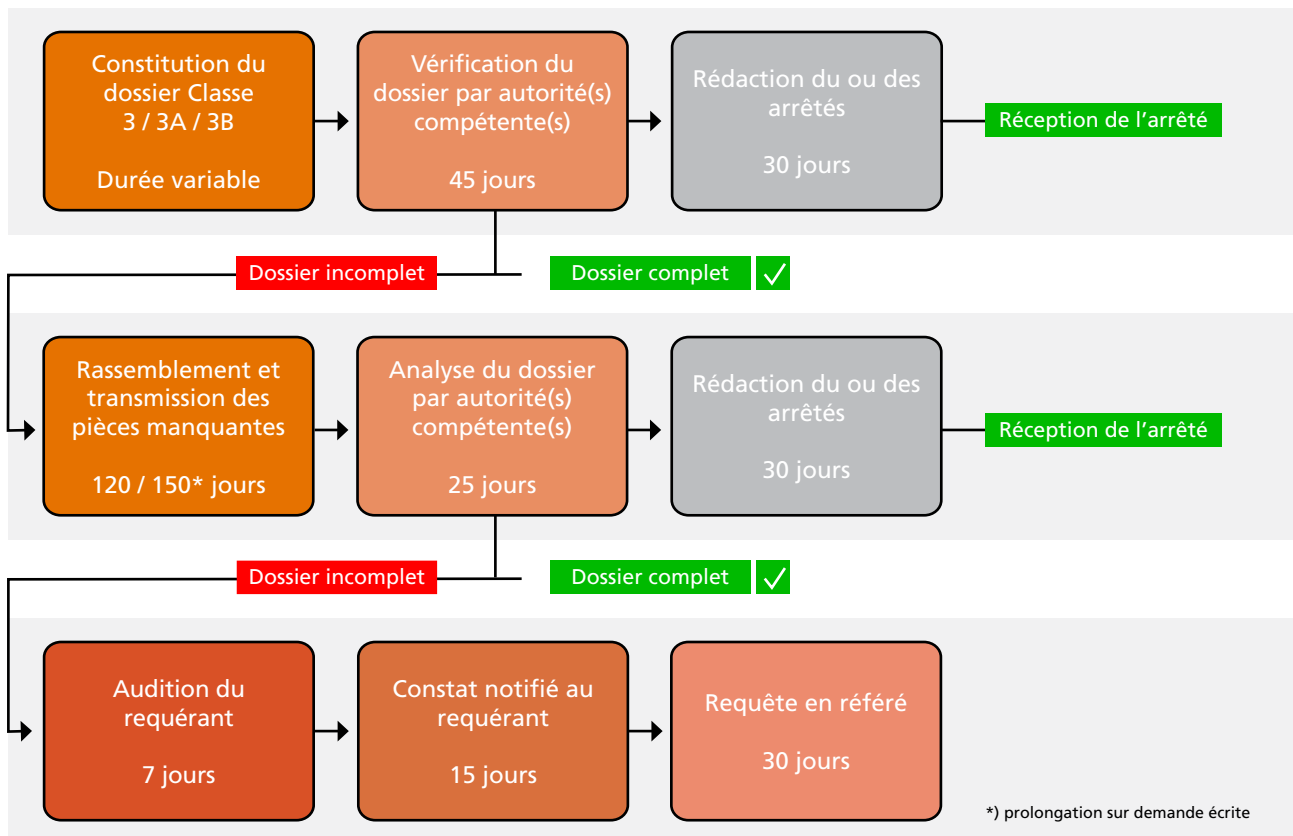 Constitution du
dossier Classe
3 / 3A / 3B
Durée variable
Vérification du
dossier par autorité(s)
compétente(s)
45 jours
Rédaction du ou des
arrêtés
30 jours
Réception de l’arrêté
Dossier incomplet
Dossier complet
Rassemblement et
transmission des
pièces manquantes
120 / 150* jours
Analyse du dossier
par autorité(s)
compétente(s)
25 jours
Rédaction du ou des
arrêtés
30 jours
Réception de l’arrêté
Dossier incomplet
Dossier complet
Audition du
requérant
7 jours
Constat notifié au
requérant
15 jours
Requête en référé
30 jours
*) prolongation sur demande écrite